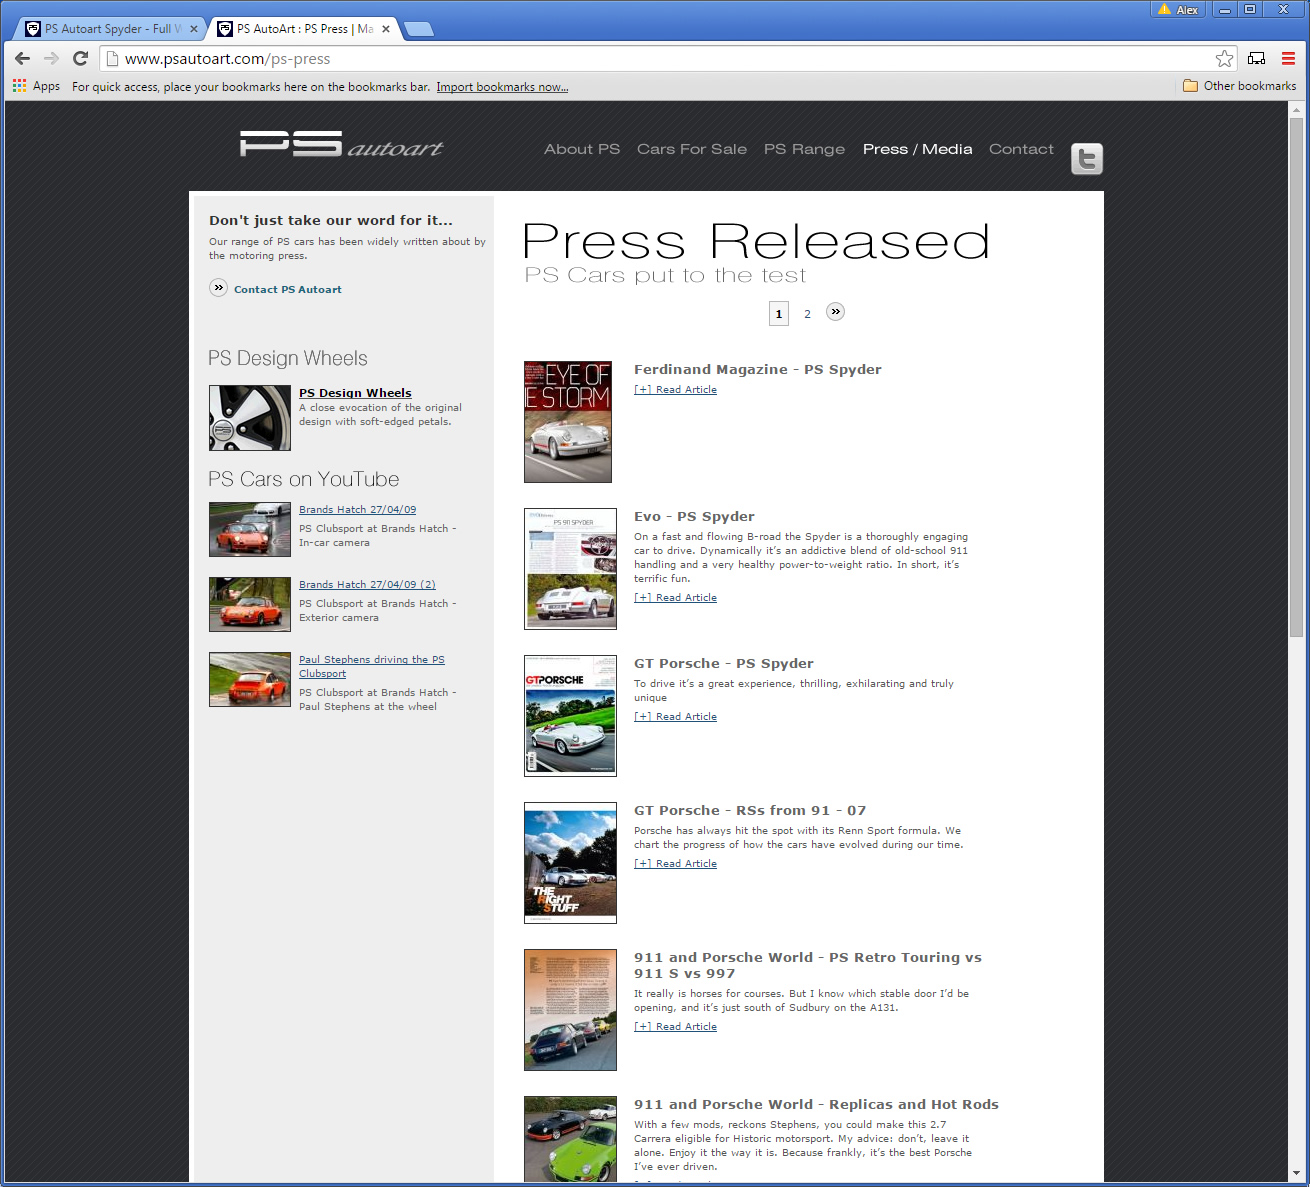 Alex
PS Autoart Spyder - Full
PS AutoArt : PS Press | Ma
www.psautoart.com/ps-press
Apps
For quick access, place your bookmarks here on the bookmarks bar. Import bookmarks now...
Other bookmarks
PS autoart
About PS
Cars For Sale
PS Range
Press / Media
Contact
Don't just take our word for it...
Our range of PS cars has been widely written about by
the motoring press.
Contact PS Autoart
PS Design Wheels
PS Design Wheels
A close evocation of the original
design with soft-edged petals.
PS Cars on YouTube
Brands Hatch 27/04/09
PS Clubsport at Brands Hatch -
In-car camera
Brands Hatch 27/04/09 (2)
PS Clubsport at Brands Hatch -
Exterior camera
Paul Stephens driving the PS
Clubsport
PS Clubsport at Brands Hatch -
Paul Stephens at the wheel
Press Released
PS Cars put to the test
1 2
EYE OF
E STORM
Ferdinand Magazine - PS Spyder
[+] Read Article
PS 911 SPYDER
Evo - PS Spyder
On a fast and flowing B-road the Spyder is a thoroughly engaging
car to drive. Dynamically it’s an addictive blend of old-school 911
handling and a very healthy power-to-weight ratio. In short, it’s
terrific fun.
[+] Read Article
GTPORSCHE
GT Porsche - PS Spyder
To drive it’s a great experience, thrilling, exhilarating and truly
unique
[+] Read Article
THE
RIGHT
STUFF
GT Porsche - RSs from 91 - 07
Porsche has always hit the spot with its Renn Sport formula. We
chart the progress of how the cars have evolved during our time.
[+] Read Article
911 and Porsche World - PS Retro Touring vs
911 S vs 997
It really is horses for courses. But I know which stable door I’d be
opening, and it’s just south of Sudbury on the A131.
[+] Read Article
911 and Porsche World - Replicas and Hot Rods
With a few mods, reckons Stephens, you could make this 2.7
Carrera eligible for Historic motorsport. My advice: don’t, leave it
alone. Enjoy it the way it is. Because frankly, it’s the best Porsche
I’ve ever driven.